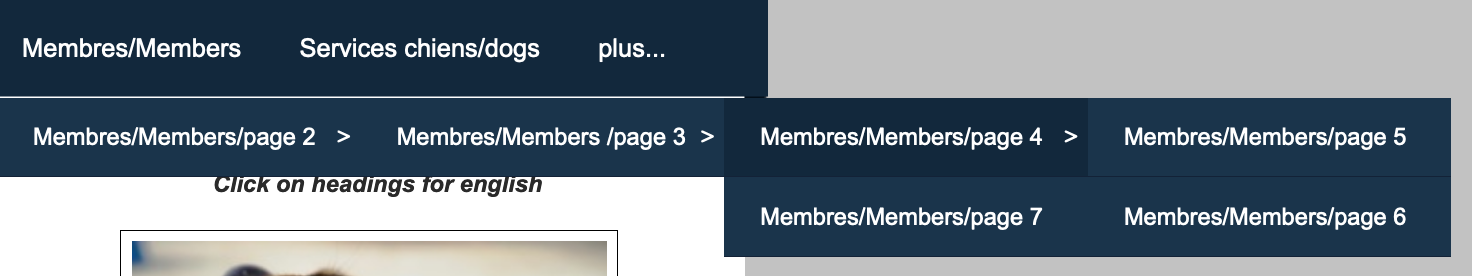 Membres/Members Services chiens/dogs plus...
Membres/Members/page 2 > Membres/Members /page 3 > Membres/Members/page 4 > Membres/Members/page 5
Click on headings for english
Membres/Members/page 7 Membres/Members/page 6